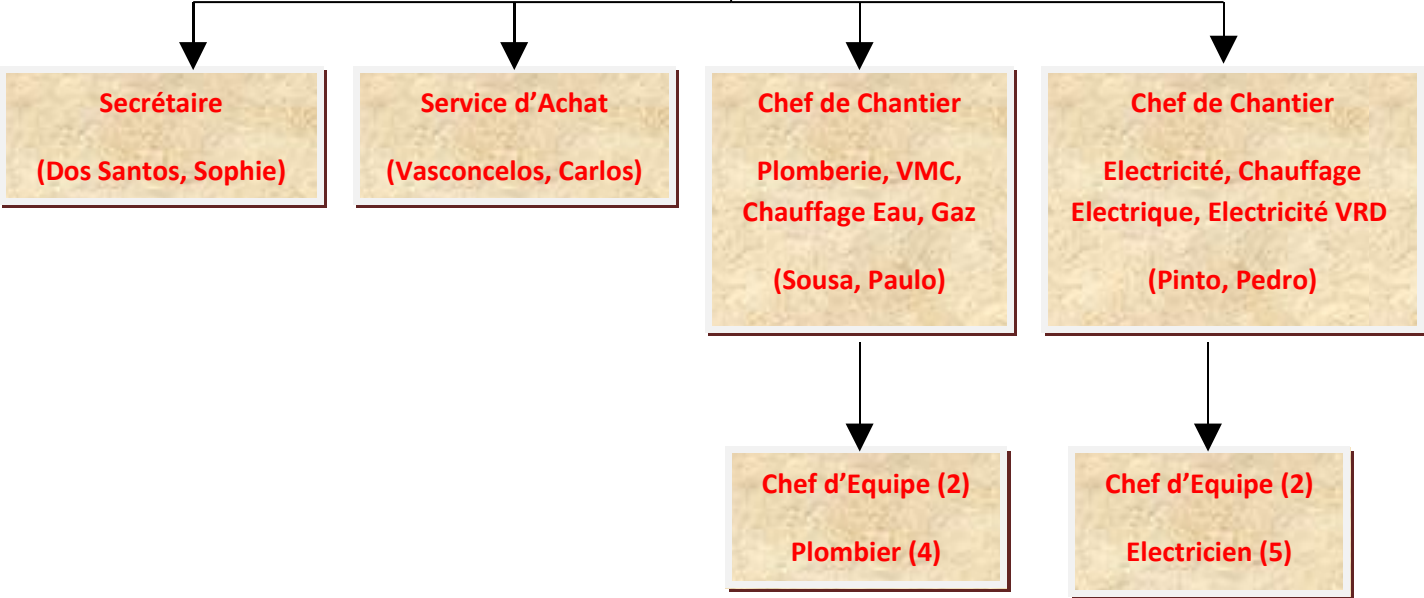 Secrétaire
(Dos Santos, Sophie)
Service d’Achat
(Vasconcelos, Carlos)
Chef de Chantier
Plomberie, VMC,
Chauffage Eau, Gaz
(Sousa, Paulo)
Chef de Chantier
Electricité, Chauffage
Electrique, Electricité VRD
(Pinto, Pedro)
Chef d’Equipe (2)
Plombier (4)
Chef d’Equipe (2)
Electricien (5)